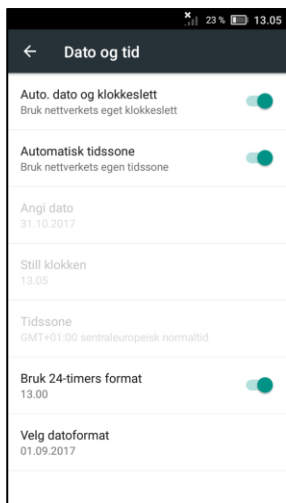 23 % 13.05
Dato og tid
Auto. dato og klokkeslett
Bruk nettverkets eget klokkeslett
Automatisk tidssone
Bruk nettverkets egen tidssone
Angi dato
31.10.2017
Still klokken
13.05
Tidssone
GMT+01:00 sentraleuropeisk normaltid
Bruk 24-timers format
13.00
Velg datoformat
01.09.2017